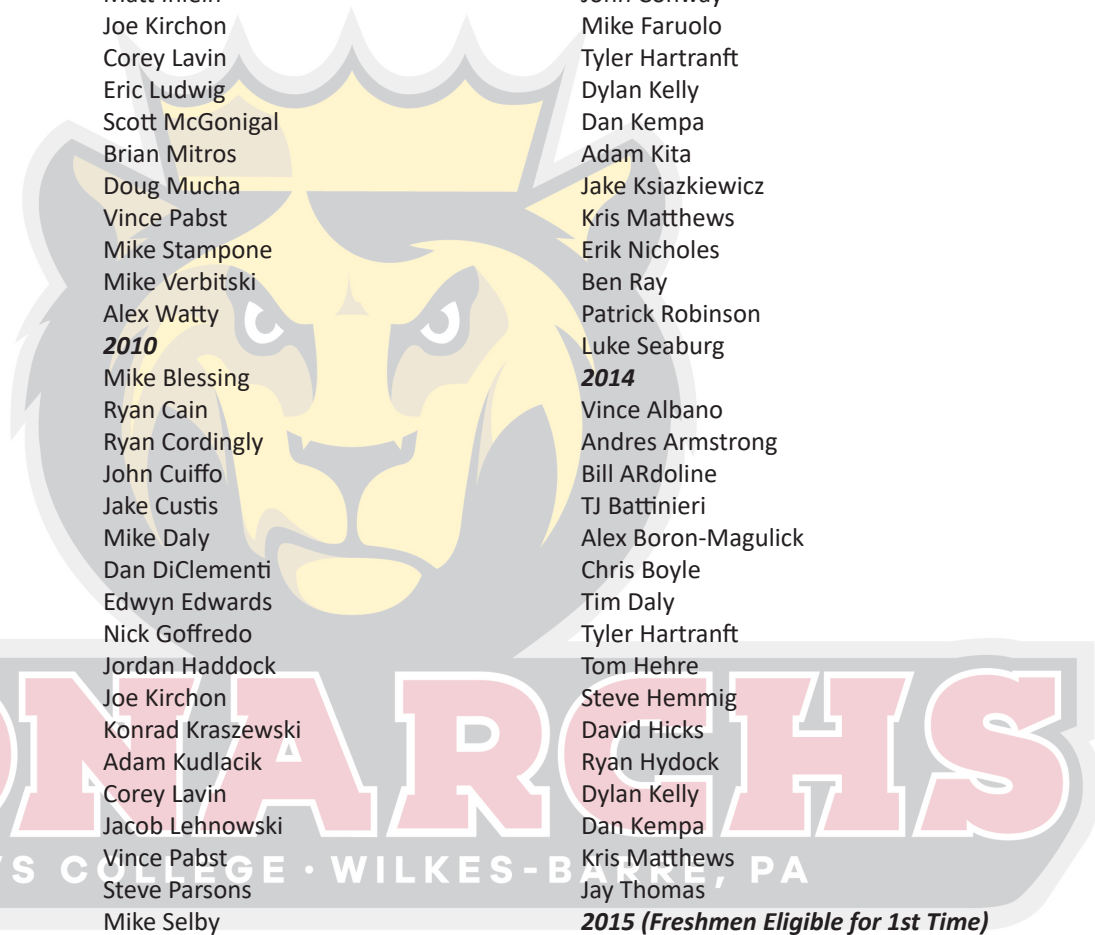 Joe Kirchon
Corey Lavin
Eric Ludwig
Scott McGonigal
Brian Mitros
Doug Mucha
Vince Pabst
Mike Stampone
Mike Verbitski
Alex Watty
2010
Mike Blessing
Ryan Cain
Ryan Cordingly
John Cuiffo
Jake Custis
Mike Daly
Dan DiClementi
Edwyn Edwards
Nick Goffredo
Jordan Haddock
Joe Kirchon
Konrad Kraszewski
Adam Kudlacik
Corey Lavin
Jacob Lehnowski
Vince Pabst
Steve Parsons
Mike Selby
John Conway
Mike Faruolo
Tyler Hartranft
Dylan Kelly
Dan Kempa
Adam Kita
Jake Ksiazkiewicz
Kris Matthews
Erik Nicholes
Ben Ray
Patrick Robinson
Luke Seaburg
2014
Vince Albano
Andres Armstrong
Bill ARdoline
TJ Battinieri
Alex Boron-Magulick
Chris Boyle
Tim Daly
Tyler Hartranft
Tom Hehre
Steve Hemmig
David Hicks
Ryan Hydock
Dylan Kelly
Dan Kempa
Kris Matthews
Jay Thomas
2015 (Freshmen Eligible for 1st Time)
ONARCHS
'S COLLEGE · WILKES-BARRE, PA